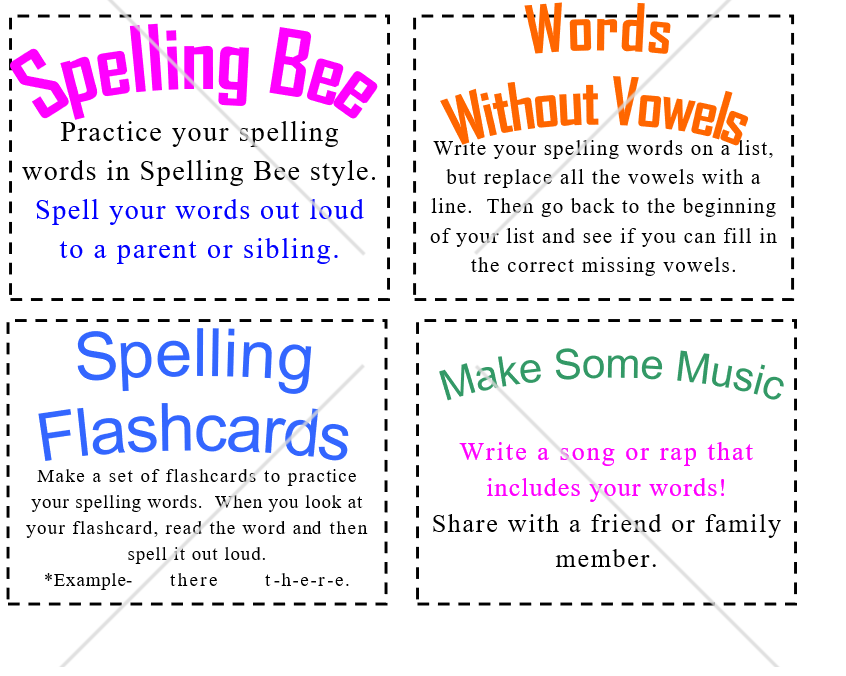 Spelling Bee
Practice your spelling
words in Spelling Bee style.
Spell your words out loud
to a parent or sibling.
Words
Without Vowels
Write your spelling words on a list,
but replace all the vowels with a
line.  Then go back to the beginning
of your list and see if you can fill in
the correct missing vowels.
Spelling
Flashcards
Make a set of flashcards to practice
your spelling words.  When you look at
your flashcard, read the word and then
spell it out loud.
*Example-     there     t-h-e-r-e.
Make Some Music
Write a song or rap that
includes your words!
Share with a friend or family
member.